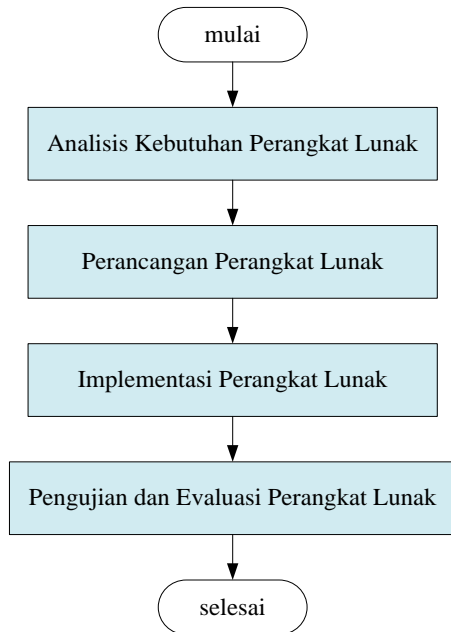 mulai
Analisis Kebutuhan Perangkat Lunak
Perancangan Perangkat Lunak
Implementasi Perangkat Lunak
Pengujian dan Evaluasi Perangkat Lunak
selesai